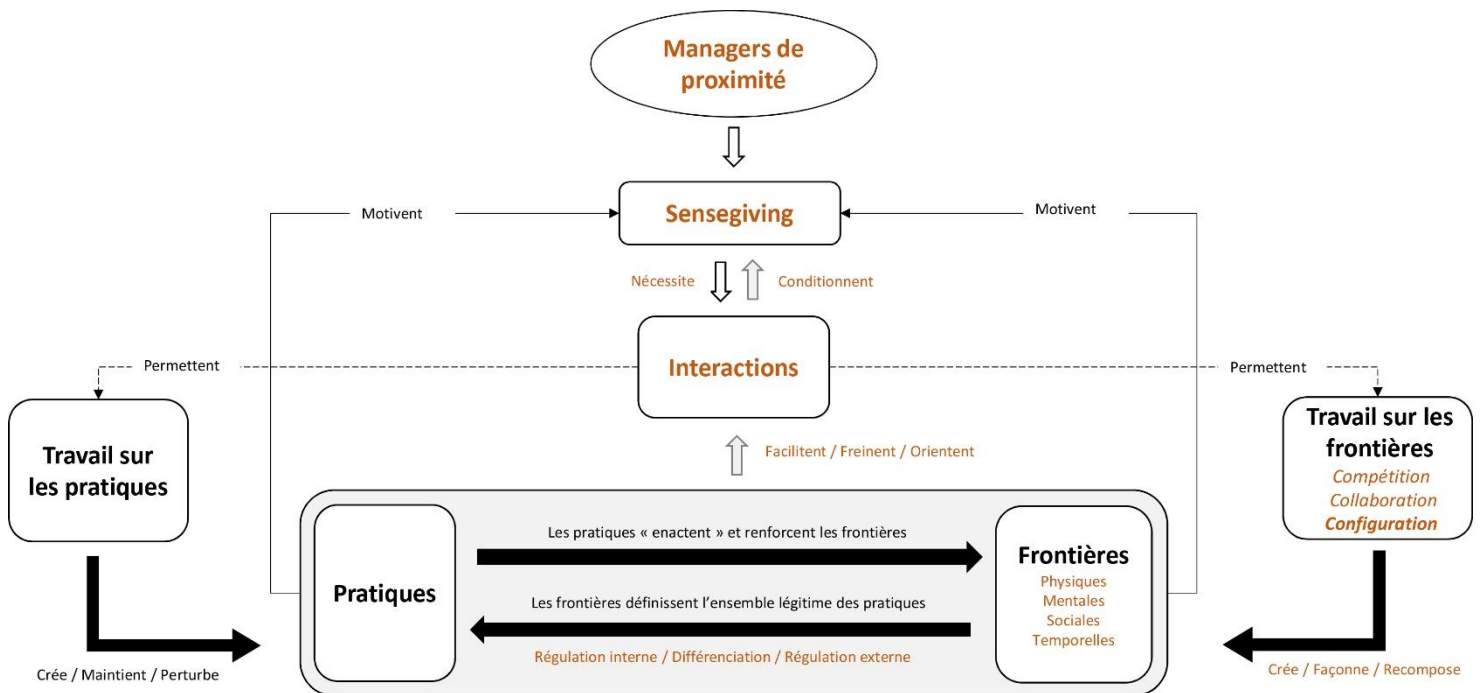 Managers de
proximité
Motivent
Sensegiving
Motivent
Nécessite
Conditionnent
Permettent
Interactions
Permettent
Travail sur
les pratiques
Travail sur les
frontières
Compétition
Collaboration
Configuration
Facilitent / Freinent / Orientent
Les pratiques « enactent » et renforcent les frontières
Pratiques
Frontières
Physiques
Mentales
Sociales
Temporelles
Les frontières définissent l’ensemble légitime des pratiques
Régulation interne / Différenciation / Régulation externe
Crée / Maintient / Perturbe
Crée / Façonne / Recompose